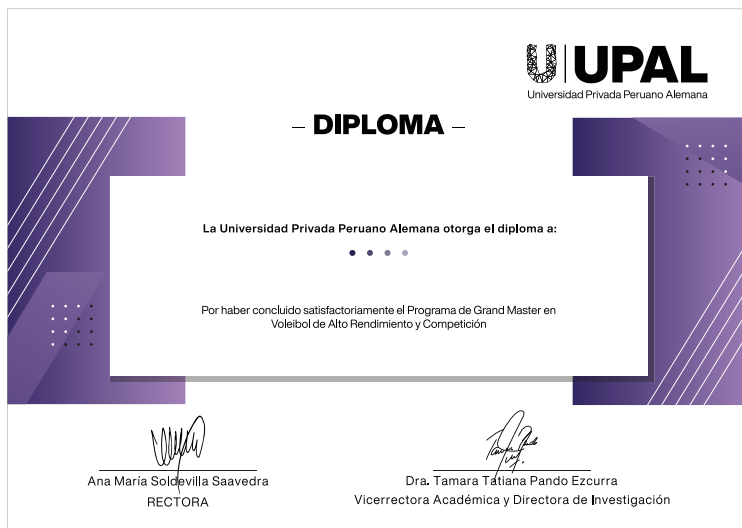 UPAL
Universidad Privada Peruano Alemana
– DIPLOMA –
La Universidad Privada Peruano Alemana otorga el diploma a:
Por haber concluido satisfactoriamente el Programa de Grand Master en
Voleibol de Alto Rendimiento y Competición
Ana María Soldevilla Saavedra
RECTORA
Dra. Tamara Tatiana Pando Ezcurra
Vicerrectora Académica y Directora de Investigación